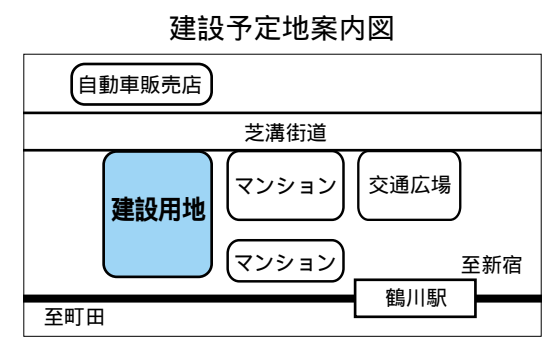 建設予定地案内図
自動車販売店
芝溝街道
建設用地
マンション
交通広場
マンション
至新宿
鶴川駅
至町田